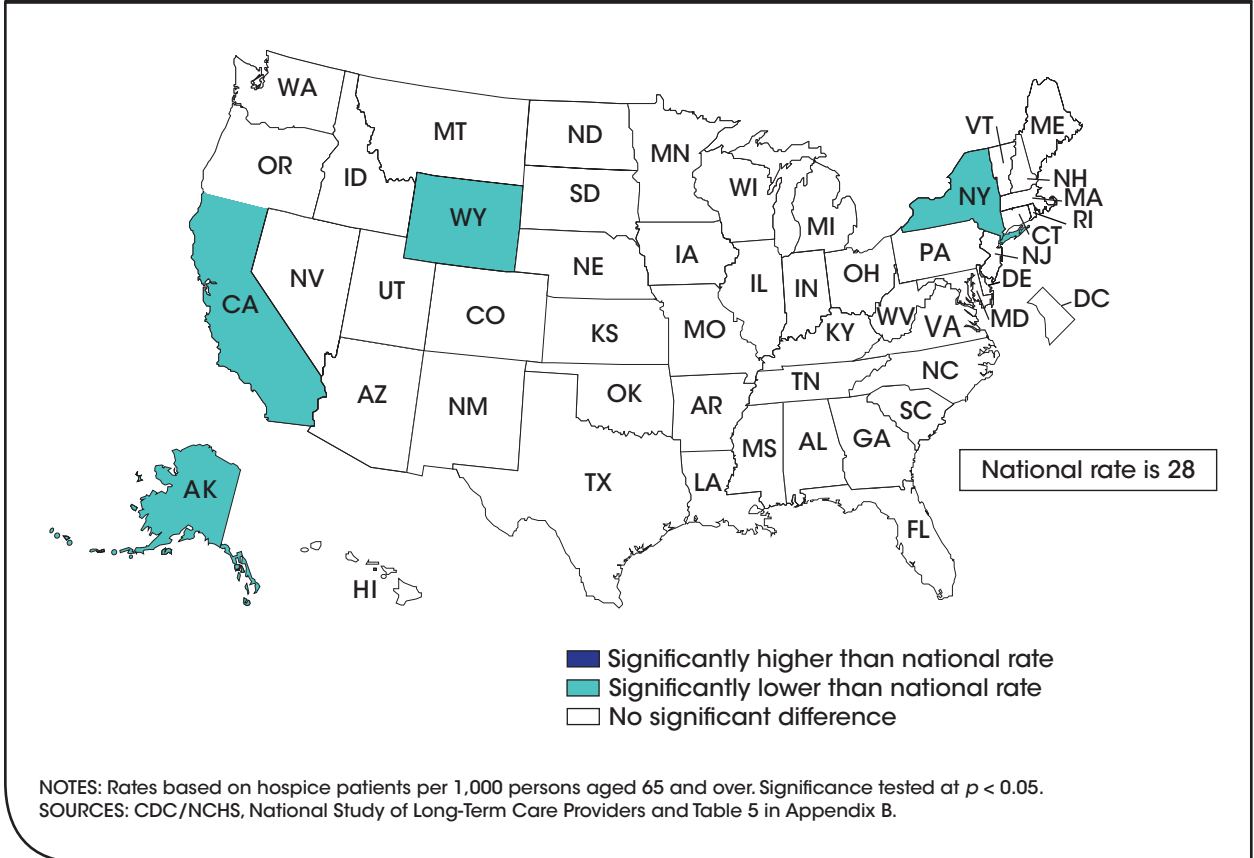 WA
MT
ND
MN
VT
ME
OR
ID
SD
WI
NH
WY
NY
MA
MI
RI
CT
IA
PA
NE
NJ
NV
OH
DE
UT
IL
IN
CA
CO
DC
WV
MD
KS
MO
KY
VA
NC
TN
AZ
OK
NM
AR
SC
MS
AL
GA
National rate is 28
AK
TX
LA
FL
HI
Significantly higher than national rate
Significantly lower than national rate
No significant difference
NOTES: Rates based on hospice patients per 1,000 persons aged 65 and over. Significance tested at p < 0.05.
SOURCES: CDC/NCHS, National Study of Long-Term Care Providers and Table 5 in Appendix B.